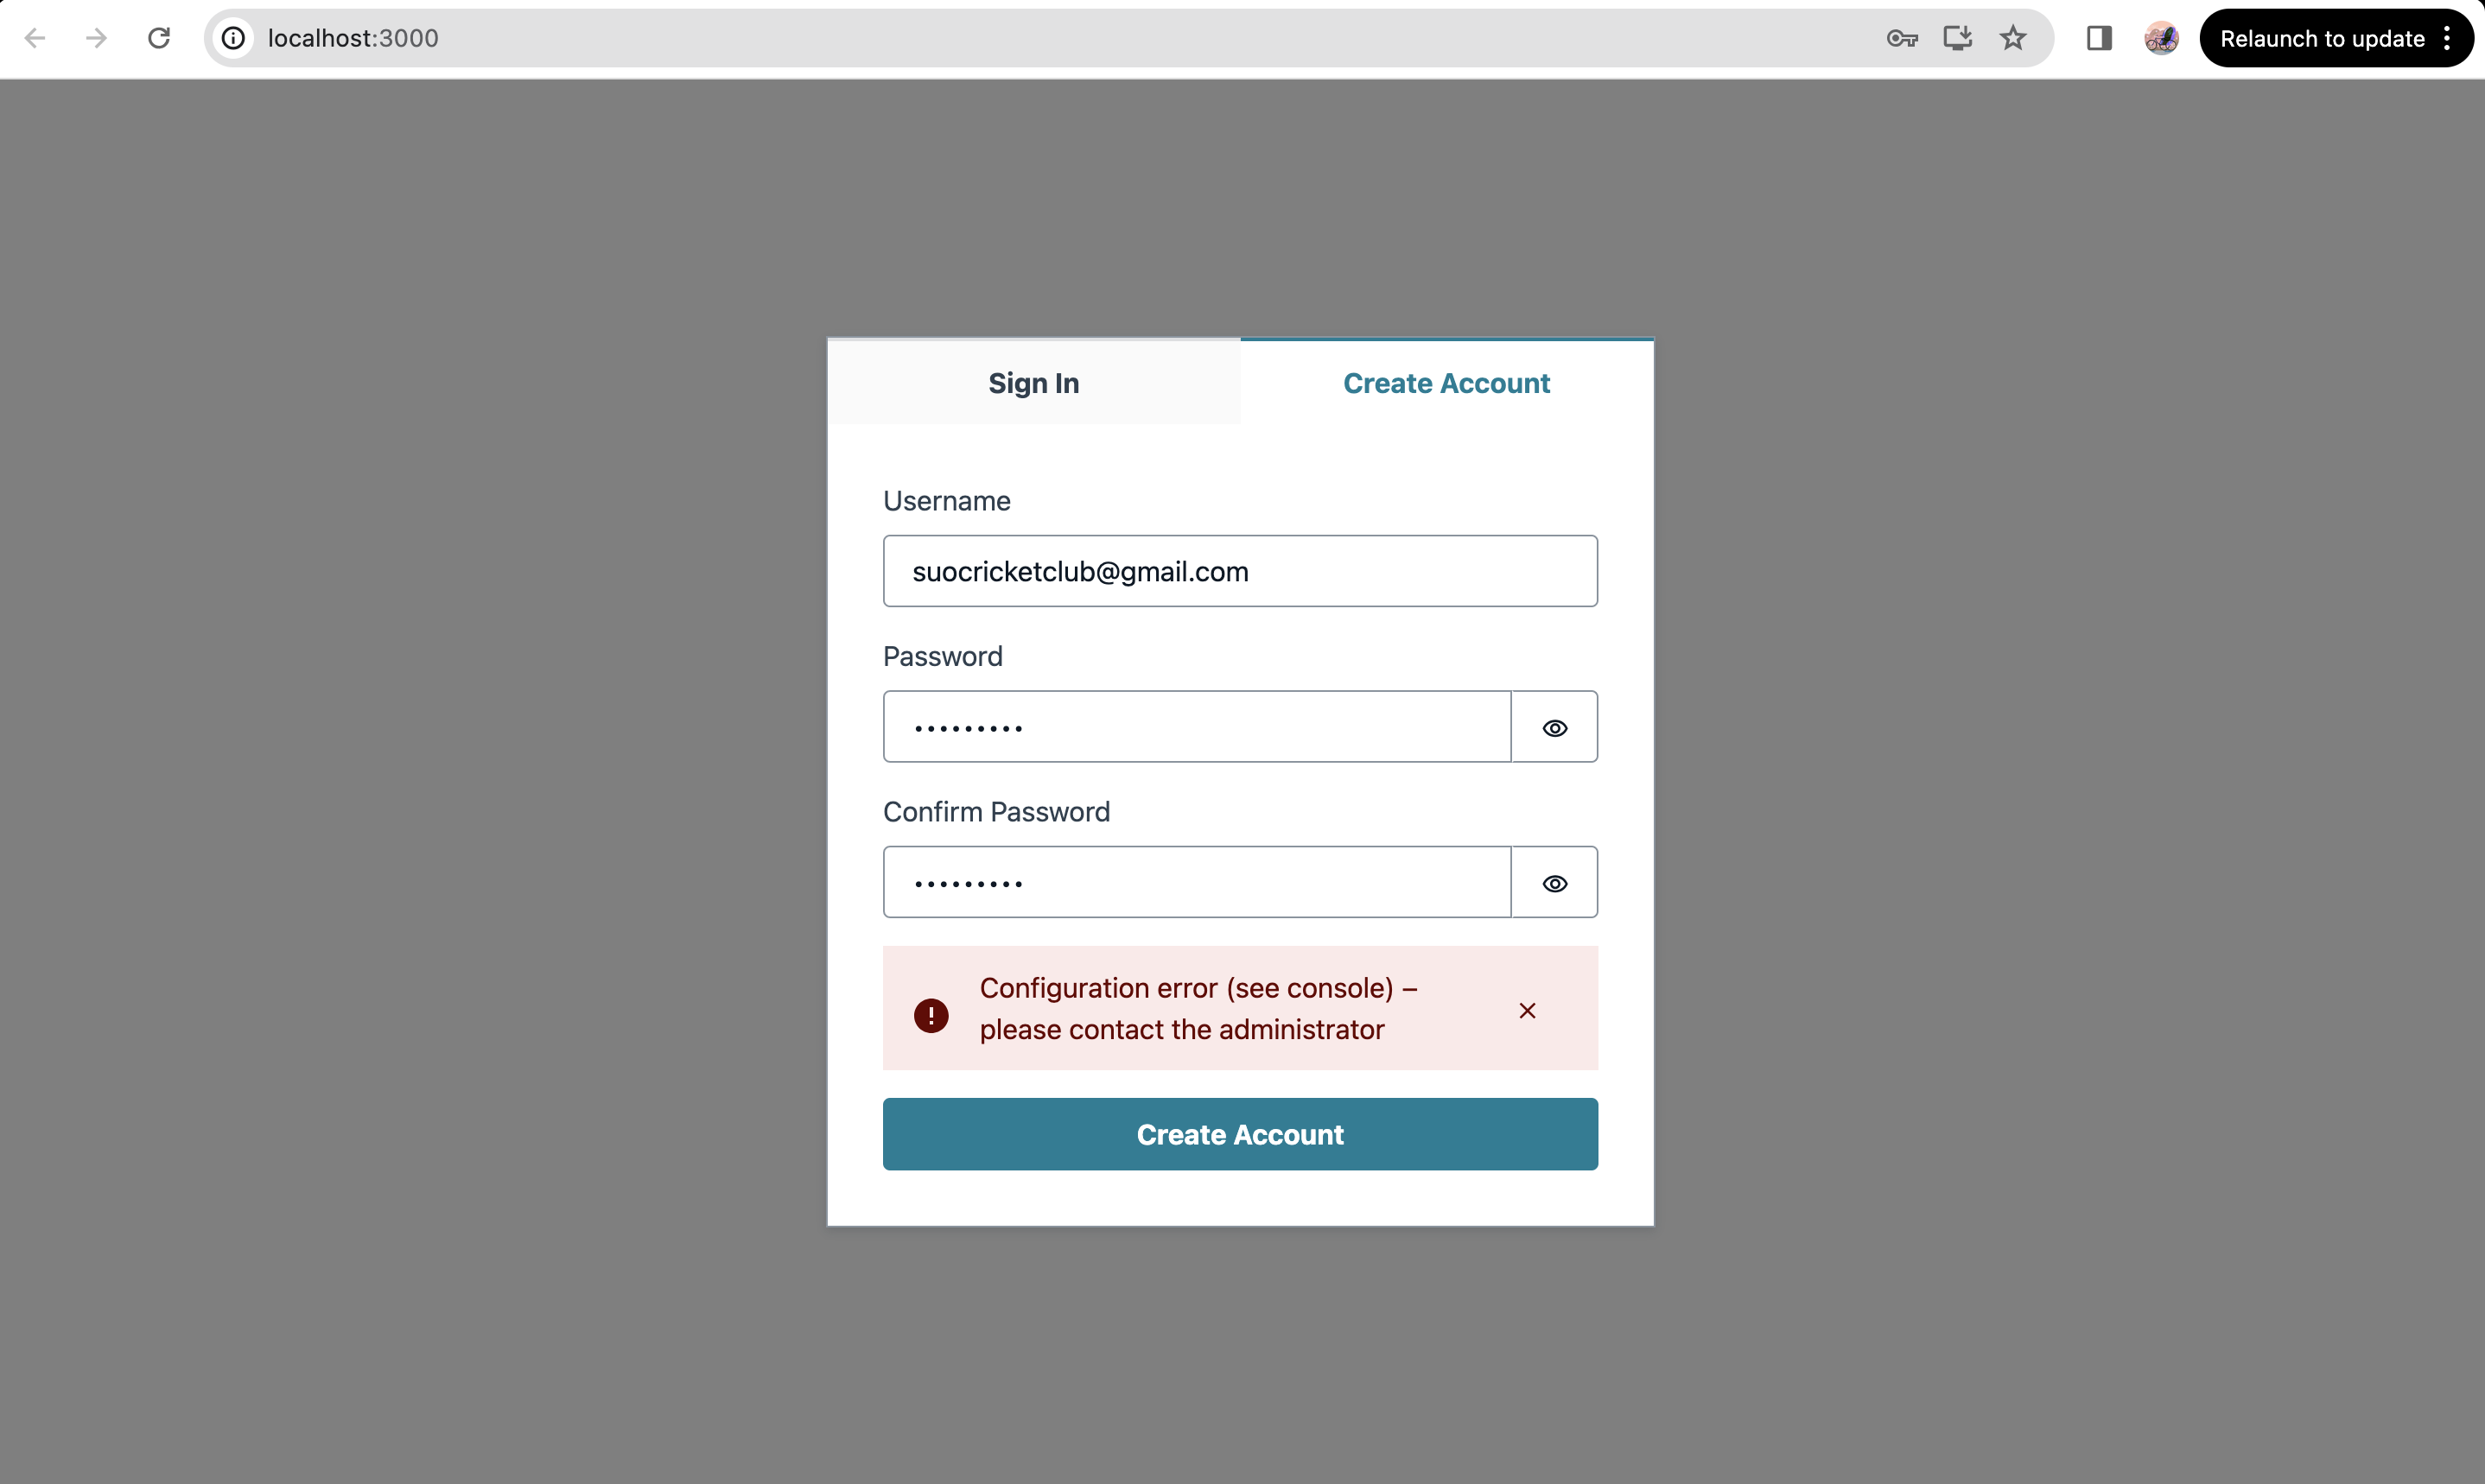 localhost:3000
Relaunch to update
Sign In
Create Account
Username
suocricketclub@gmail.com
Password
•••••••••
Confirm Password
•••••••••
Configuration error (see console) –
please contact the administrator
Create Account